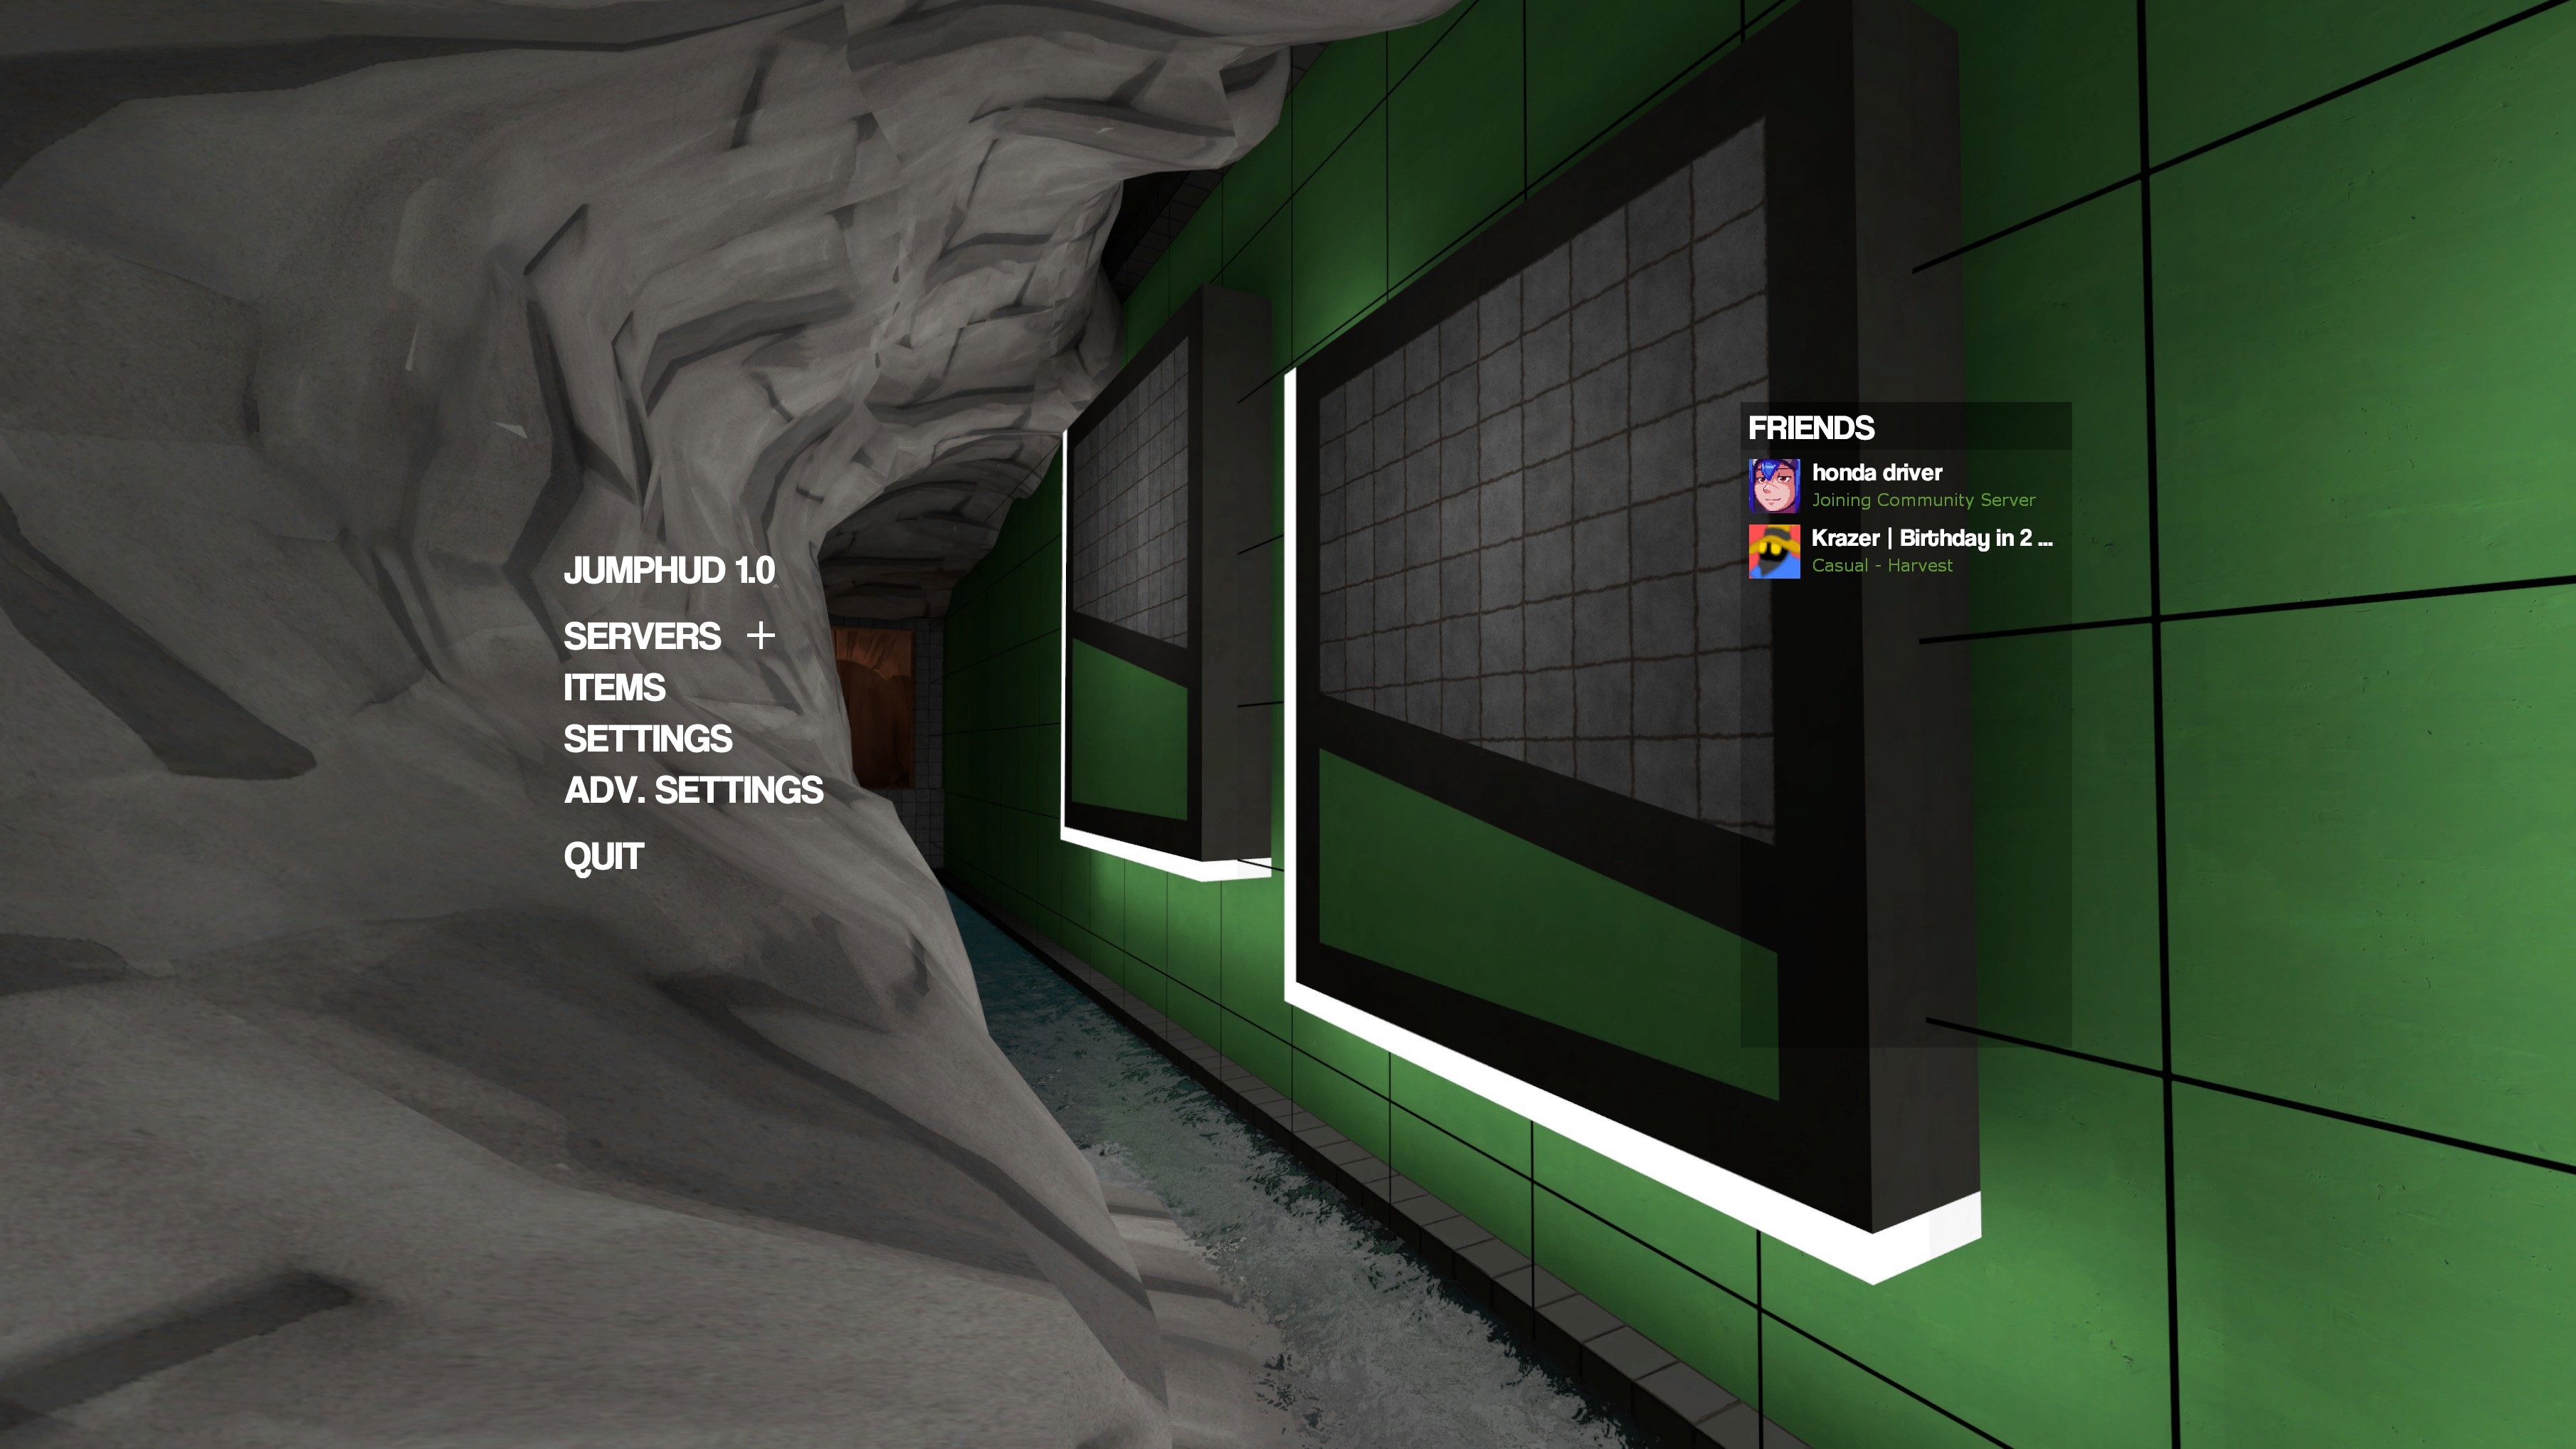 JUMPHUD 1.0
SERVERS +
ITEMS
SETTINGS
ADV. SETTINGS
QUIT
FRIENDS
honda driver
Joining Community Server
Krazer | Birthday in 2 ...
Casual - Harvest